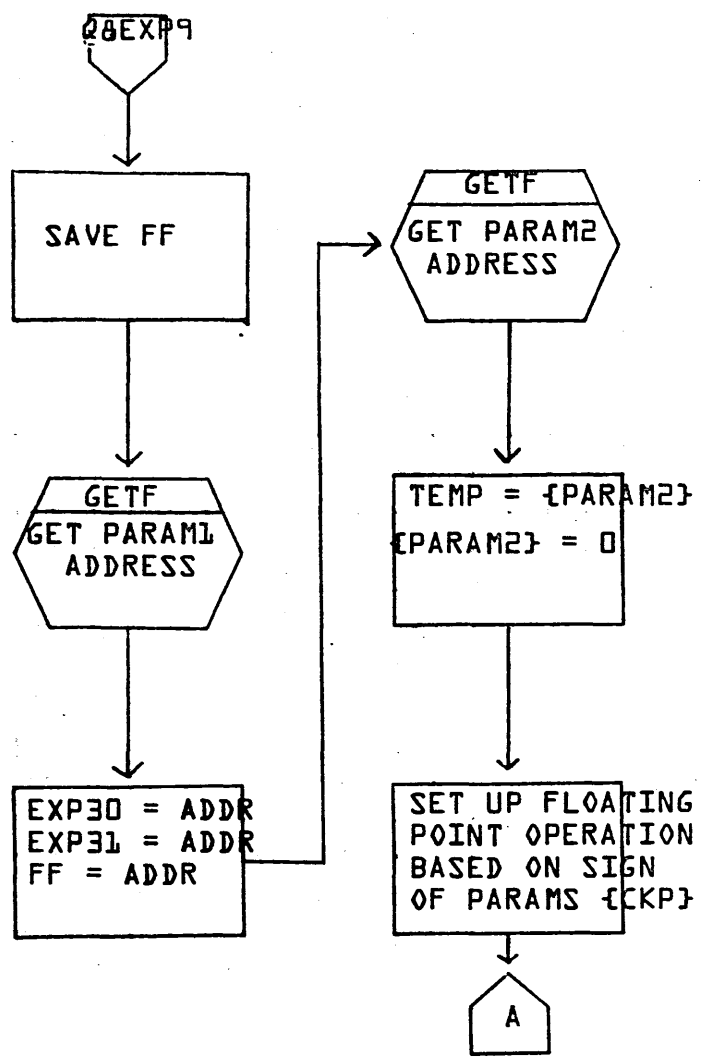 Q8EXP9
SAVE FF
GETF
GET PARAM1
ADDRESS
EXP30 = ADDR
EXP31 = ADDR
FF = ADDR
GETF
GET PARAM2
ADDRESS
TEMP = {PARAM2}
{PARAM2} = 0
SET UP FLOATING
POINT OPERATION
BASED ON SIGN
OF PARAMS {CKP}
A